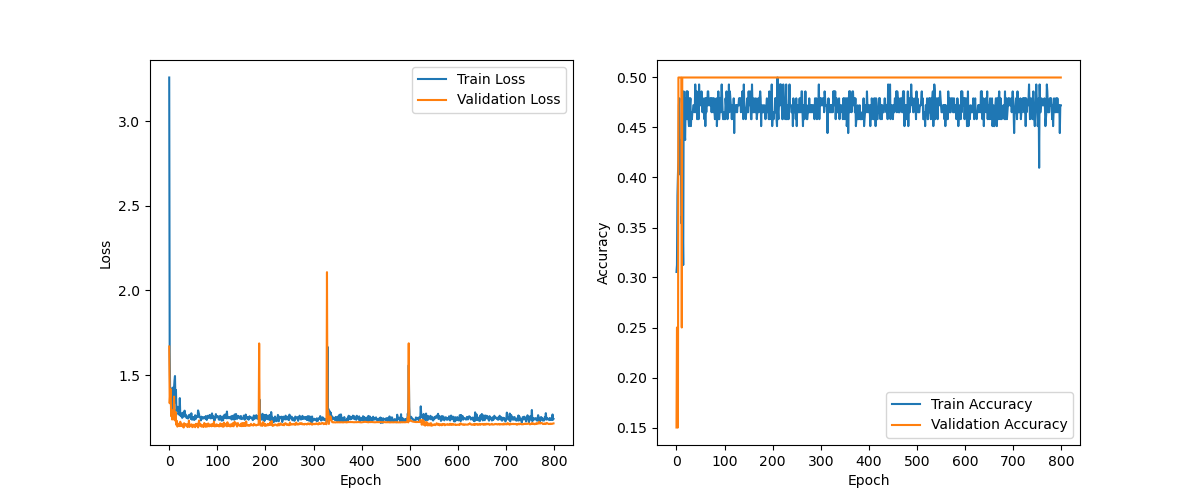 Train Loss
Validation Loss
3.0
2.5
2.0
1.5
Loss
0 100 200 300 400 500 600 700 800
Epoch
0.50
0.45
0.40
0.35
0.30
0.25
0.20
0.15
Accuracy
Train Accuracy
Validation Accuracy
0 100 200 300 400 500 600 700 800
Epoch